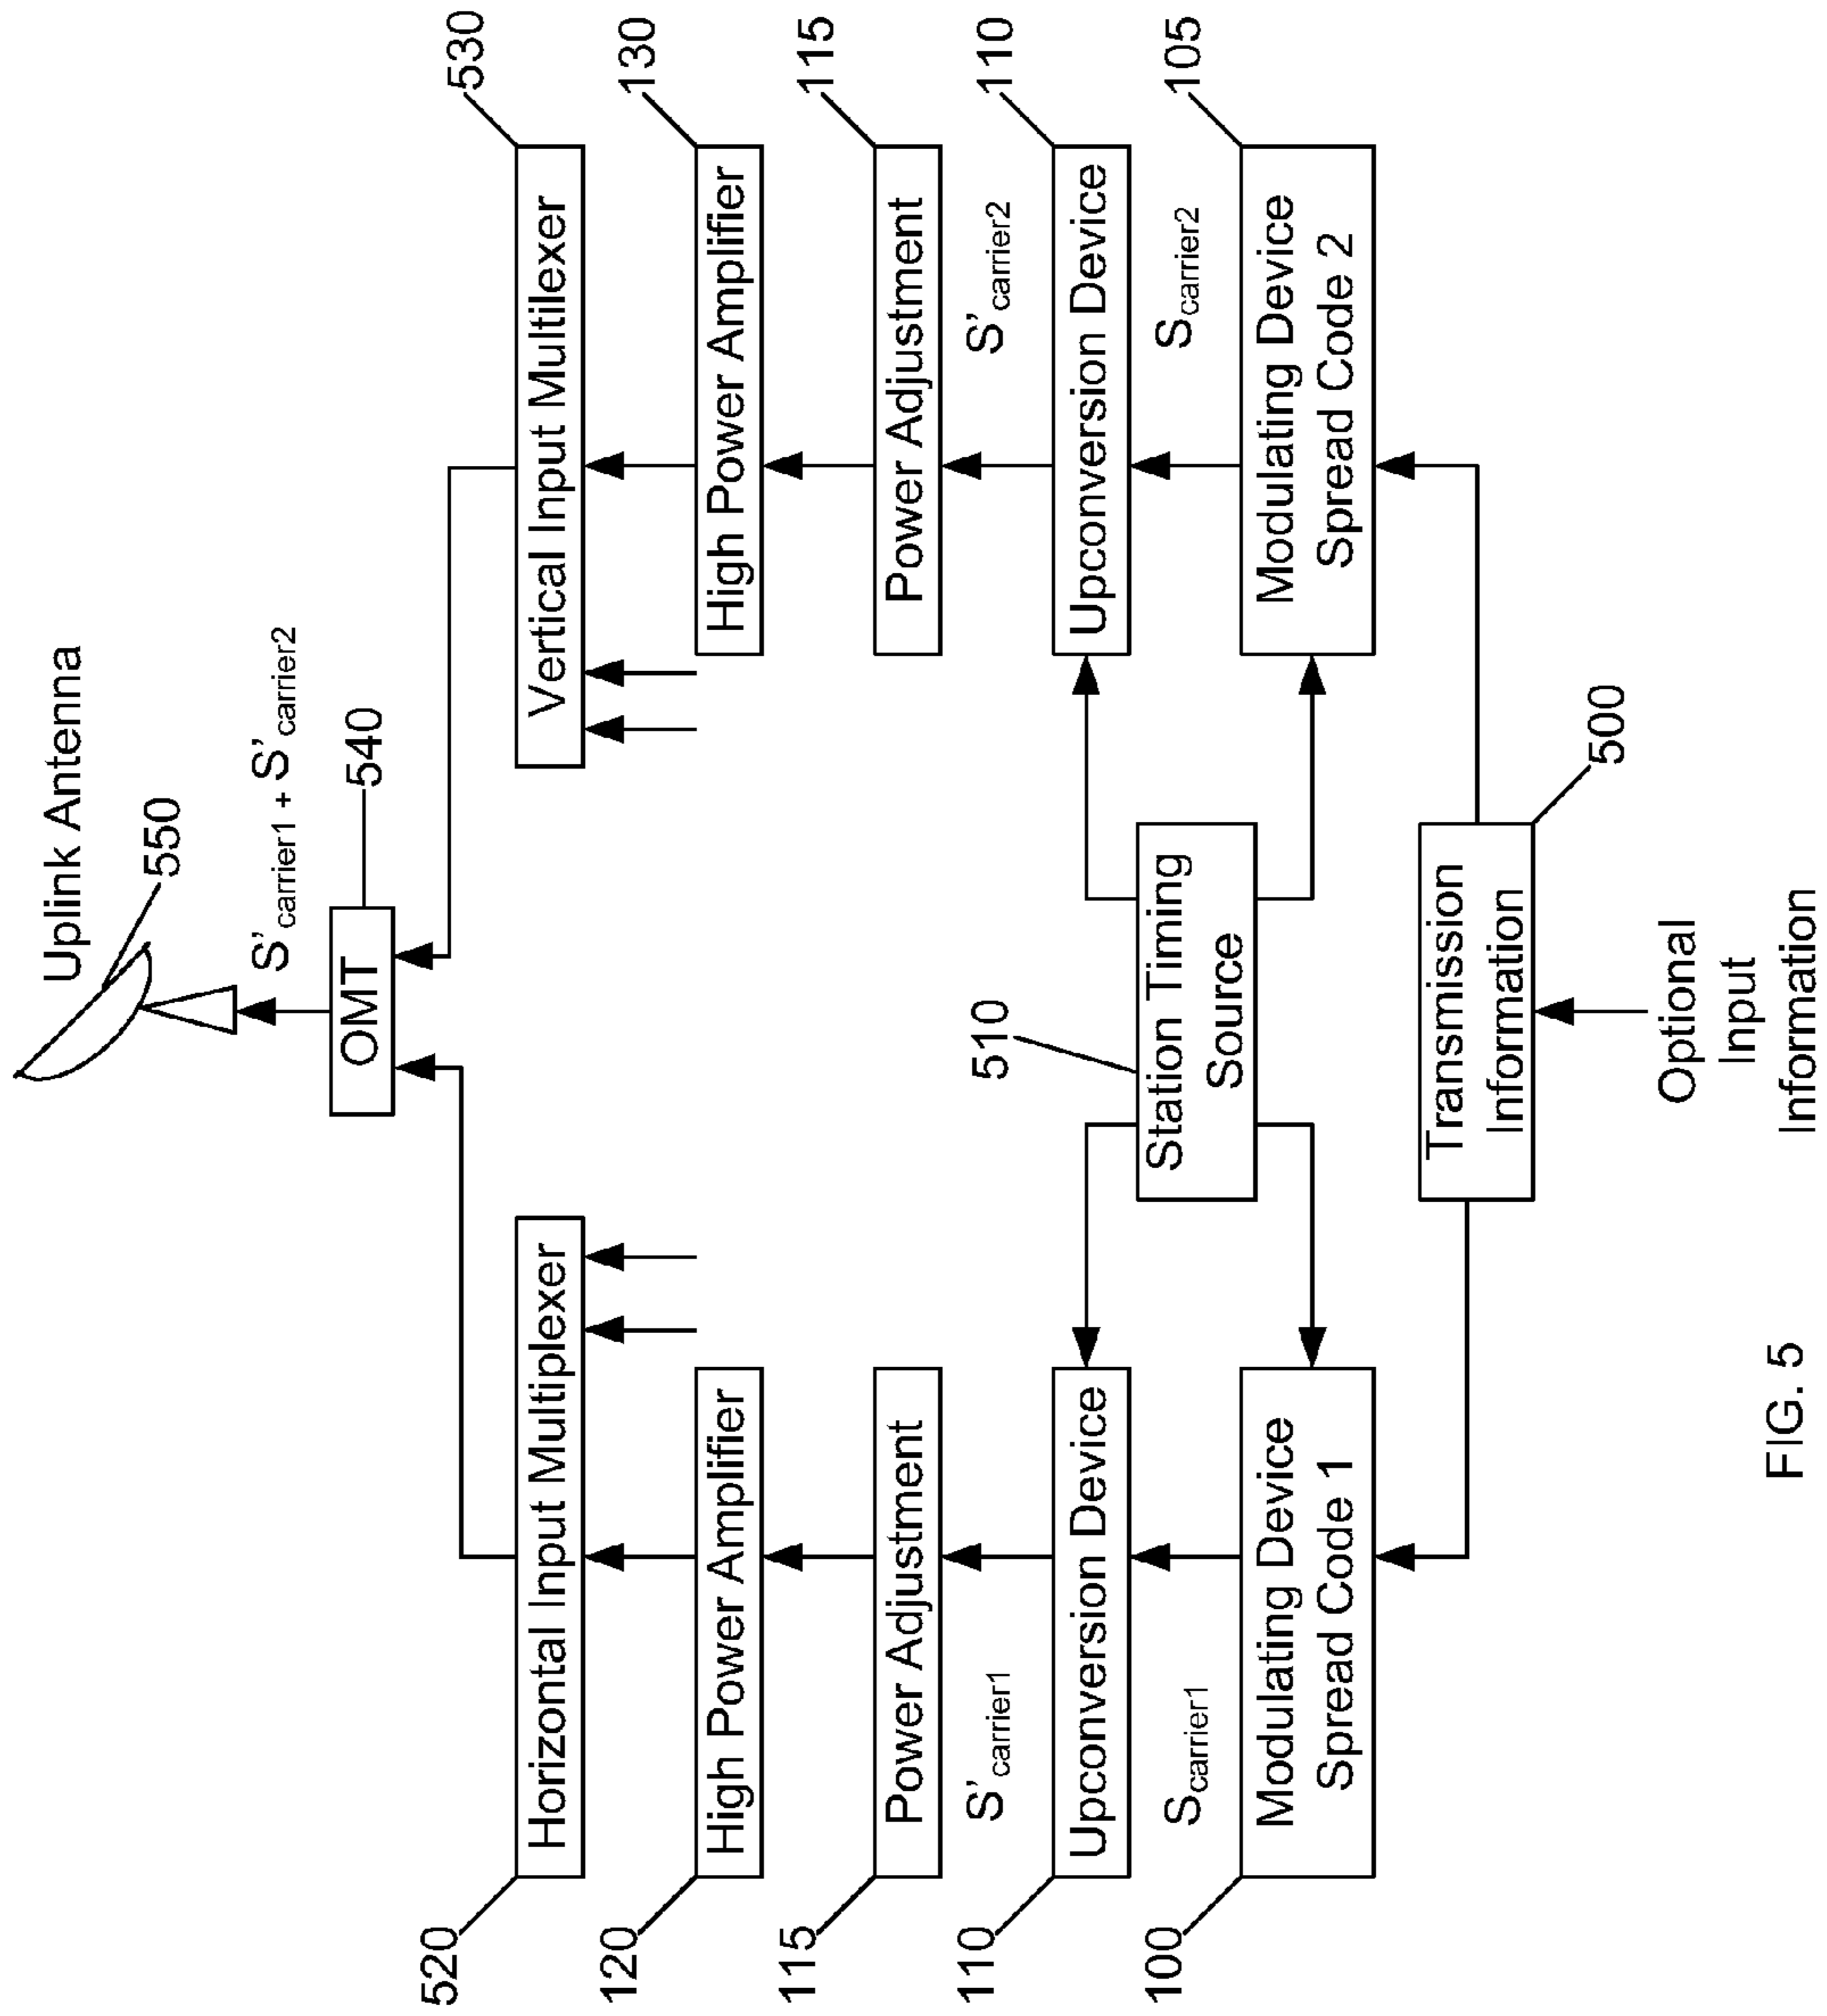 Uplink Antenna
550
S'carrier1 + S'carrier2
OMT
540
520
Horizontal Input Multiplexer
Vertical Input Multilexer
530
120
High Power Amplifier
High Power Amplifier
130
115
Power Adjustment
Power Adjustment
115
S'carrier1
S'carrier2
110
Upconversion Device
Upconversion Device
110
510
Station Timing
Source
Scarrier1
Scarrier2
100
Modulating Device
Spread Code 1
Modulating Device
Spread Code 2
105
Transmission
Information
500
Optional
Input
Information
FIG. 5